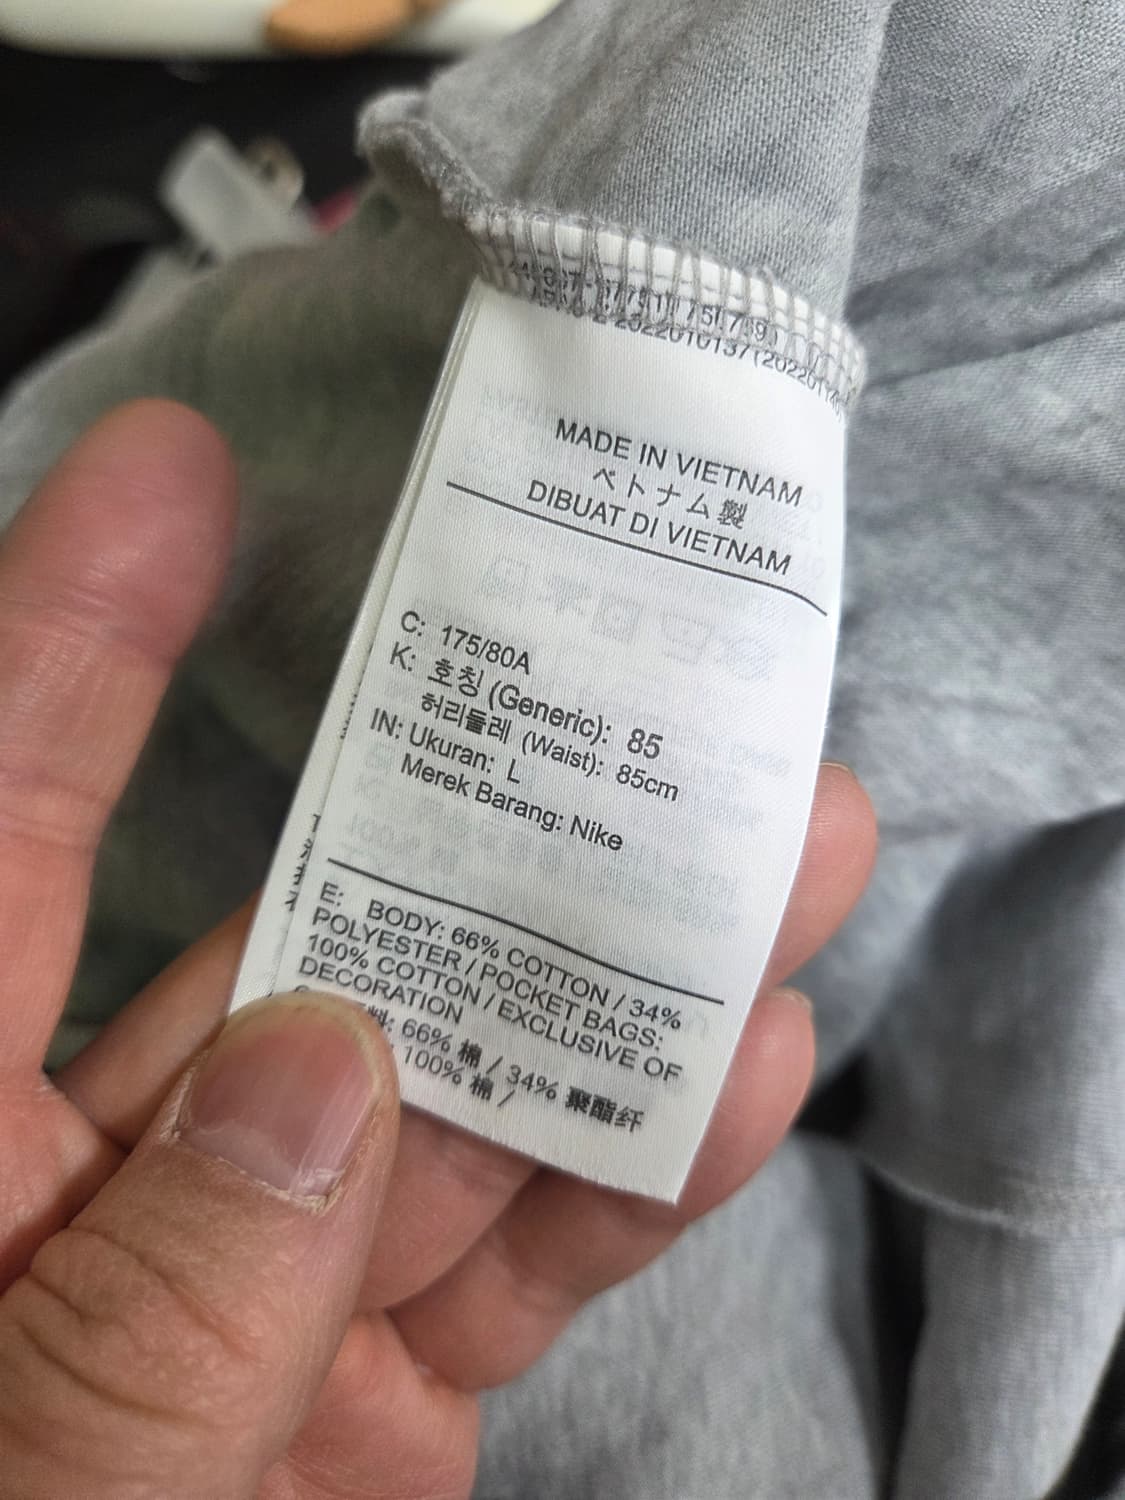 MADE IN VIETNAM
ベトナム製
DIBUAT DI VIETNAM
C: 175/80A
K: 호칭 (Generic): 85
허리둘레 (Waist): 85cm
IN: Ukuran: L
Merek Barang: Nike
E: BODY: 66% COTTON / 34%
POLYESTER / POCKET BAGS:
100% COTTON / EXCLUSIVE OF
DECORATION
料: 66% 棉 / 34% 聚酯纤
100% 棉 /